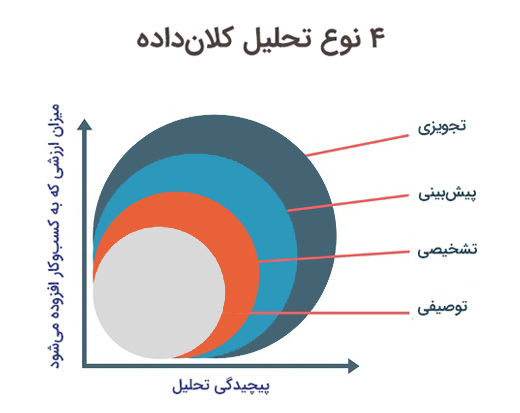 ۴ نوع تحلیل کلان‌داده
تجویزی
پیش‌بینی
تشخیصی
توصیفی
میزان ارزشی که به کسب‌وکار افزوده می‌شود
پیچیدگی تحلیل